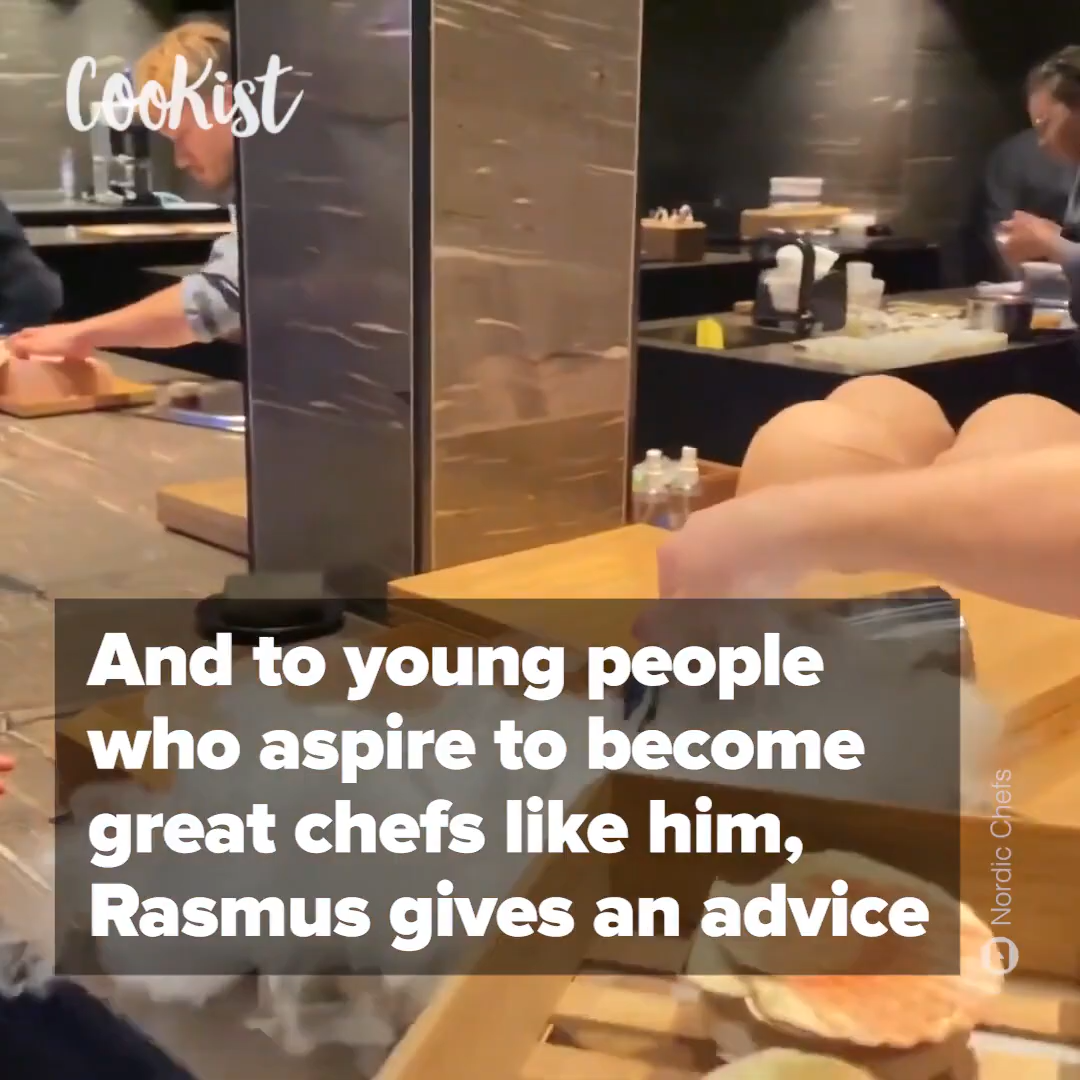 CooKist
And to young people
who aspire to become
great chefs like him,
Rasmus gives an advice
Nordic Chefs